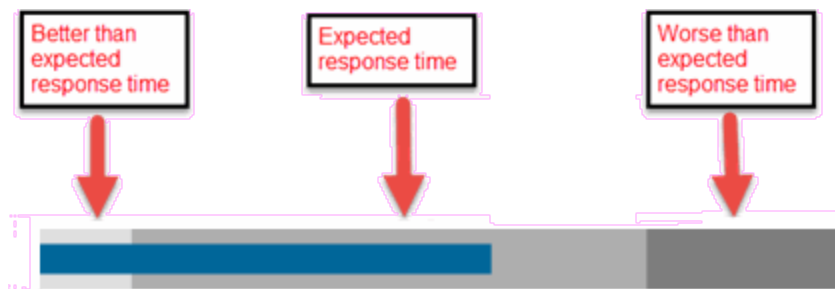 Better than
expected
response time
Expected
response time
Worse than
expected
response time